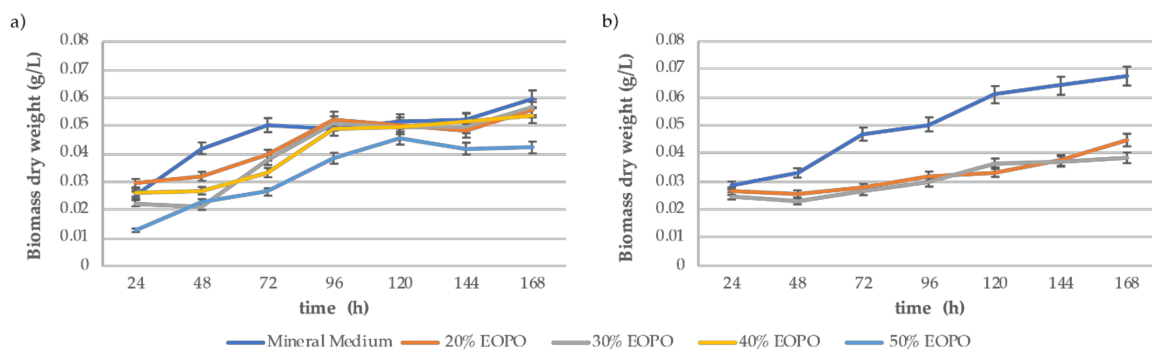 a)
0.08
0.07
0.06
0.05
0.04
0.03
0.02
0.01
0
Biomass dry weight (g/L)
24 48 72 96 120 144 168
time (h)
b)
0.08
0.07
0.06
0.05
0.04
0.03
0.02
0.01
0
Biomass dry weight (g/L)
24 48 72 96 120 144 168
time (h)
Mineral Medium 20% EOPO 30% EOPO 40% EOPO 50% EOPO